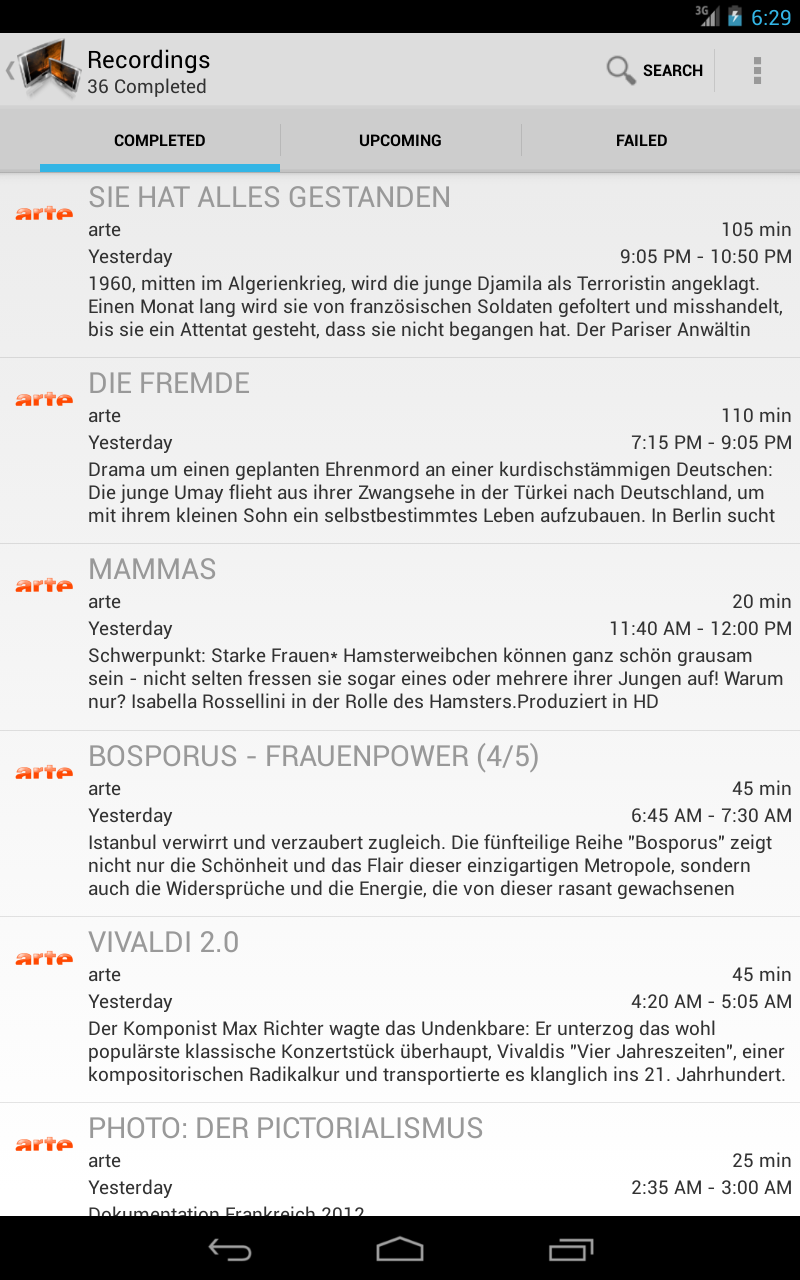 3G 6:29
Recordings
36 Completed
SEARCH
COMPLETED UPCOMING FAILED
SIE HAT ALLES GESTANDEN
arte
arte 105 min
Yesterday 9:05 PM - 10:50 PM
1960, mitten im Algerienkrieg, wird die junge Djamila als Terroristin angeklagt.
Einen Monat lang wird sie von französischen Soldaten gefoltert und misshandelt,
bis sie ein Attentat gesteht, dass sie nicht begangen hat. Der Pariser Anwältin
DIE FREMDE
arte
arte 110 min
Yesterday 7:15 PM - 9:05 PM
Drama um einen geplanten Ehrenmord an einer kurdischstämmigen Deutschen:
Die junge Umay flieht aus ihrer Zwangsehe in der Türkei nach Deutschland, um
mit ihrem kleinen Sohn ein selbstbestimmtes Leben aufzubauen. In Berlin sucht
MAMMAS
arte
arte 20 min
Yesterday 11:40 AM - 12:00 PM
Schwerpunkt: Starke Frauen* Hamsterweibchen können ganz schön grausam
sein - nicht selten fressen sie sogar eines oder mehrere ihrer Jungen auf! Warum
nur? Isabella Rossellini in der Rolle des Hamsters.Produziert in HD
BOSPORUS - FRAUENPOWER (4/5)
arte
arte 45 min
Yesterday 6:45 AM - 7:30 AM
Istanbul verwirrt und verzaubert zugleich. Die fünfteilige Reihe "Bosporus" zeigt
nicht nur die Schönheit und das Flair dieser einzigartigen Metropole, sondern
auch die Widersprüche und die Energie, die von dieser rasant gewachsenen
VIVALDI 2.0
arte
arte 45 min
Yesterday 4:20 AM - 5:05 AM
Der Komponist Max Richter wagte das Undenkbare: Er unterzog das wohl
populärste klassische Konzertstück überhaupt, Vivaldis "Vier Jahreszeiten", einer
kompositorischen Radikalkur und transportierte es klanglich ins 21. Jahrhundert.
PHOTO: DER PICTORIALISMUS
arte
arte 25 min
Yesterday 2:35 AM - 3:00 AM
Dokumentation Frankreich 2012